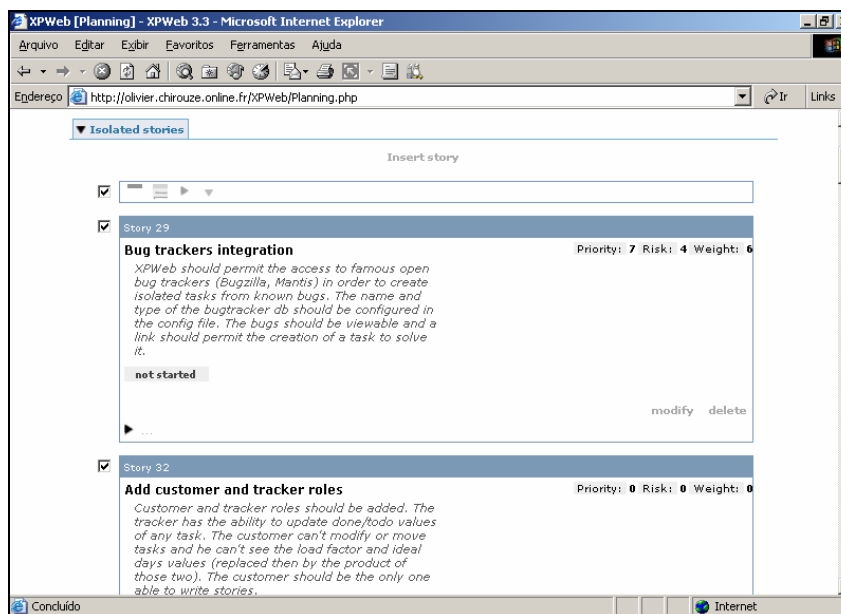 XPWeb [Planning] - XPWeb 3.3 - Microsoft Internet Explorer
Arquivo Editar Exibir Favoritos Ferramentas Ajuda
Endereço http://olivier.chirouze.online.fr/XPWeb/Planning.php Ir Links
Isolated stories
Insert story
Story 29
Bug trackers integration Priority: 7 Risk: 4 Weight: 6
XPWeb should permit the access to famous open
bug trackers (Bugzilla, Mantis) in order to create
isolated tasks from known bugs. The name and
type of the bugtracker db should be configured in
the config file. The bugs should be viewable and a
link should permit the creation of a task to solve
it.
not started
modify delete
...
Story 32
Add customer and tracker roles Priority: 0 Risk: 0 Weight: 0
Customer and tracker roles should be added. The
tracker has the ability to update done/todo values
of any task. The customer can't modify or move
tasks and he can't see the load factor and ideal
days values (replaced then by the product of
those two). The customer should be the only one
able to write stories.
Concluído Internet